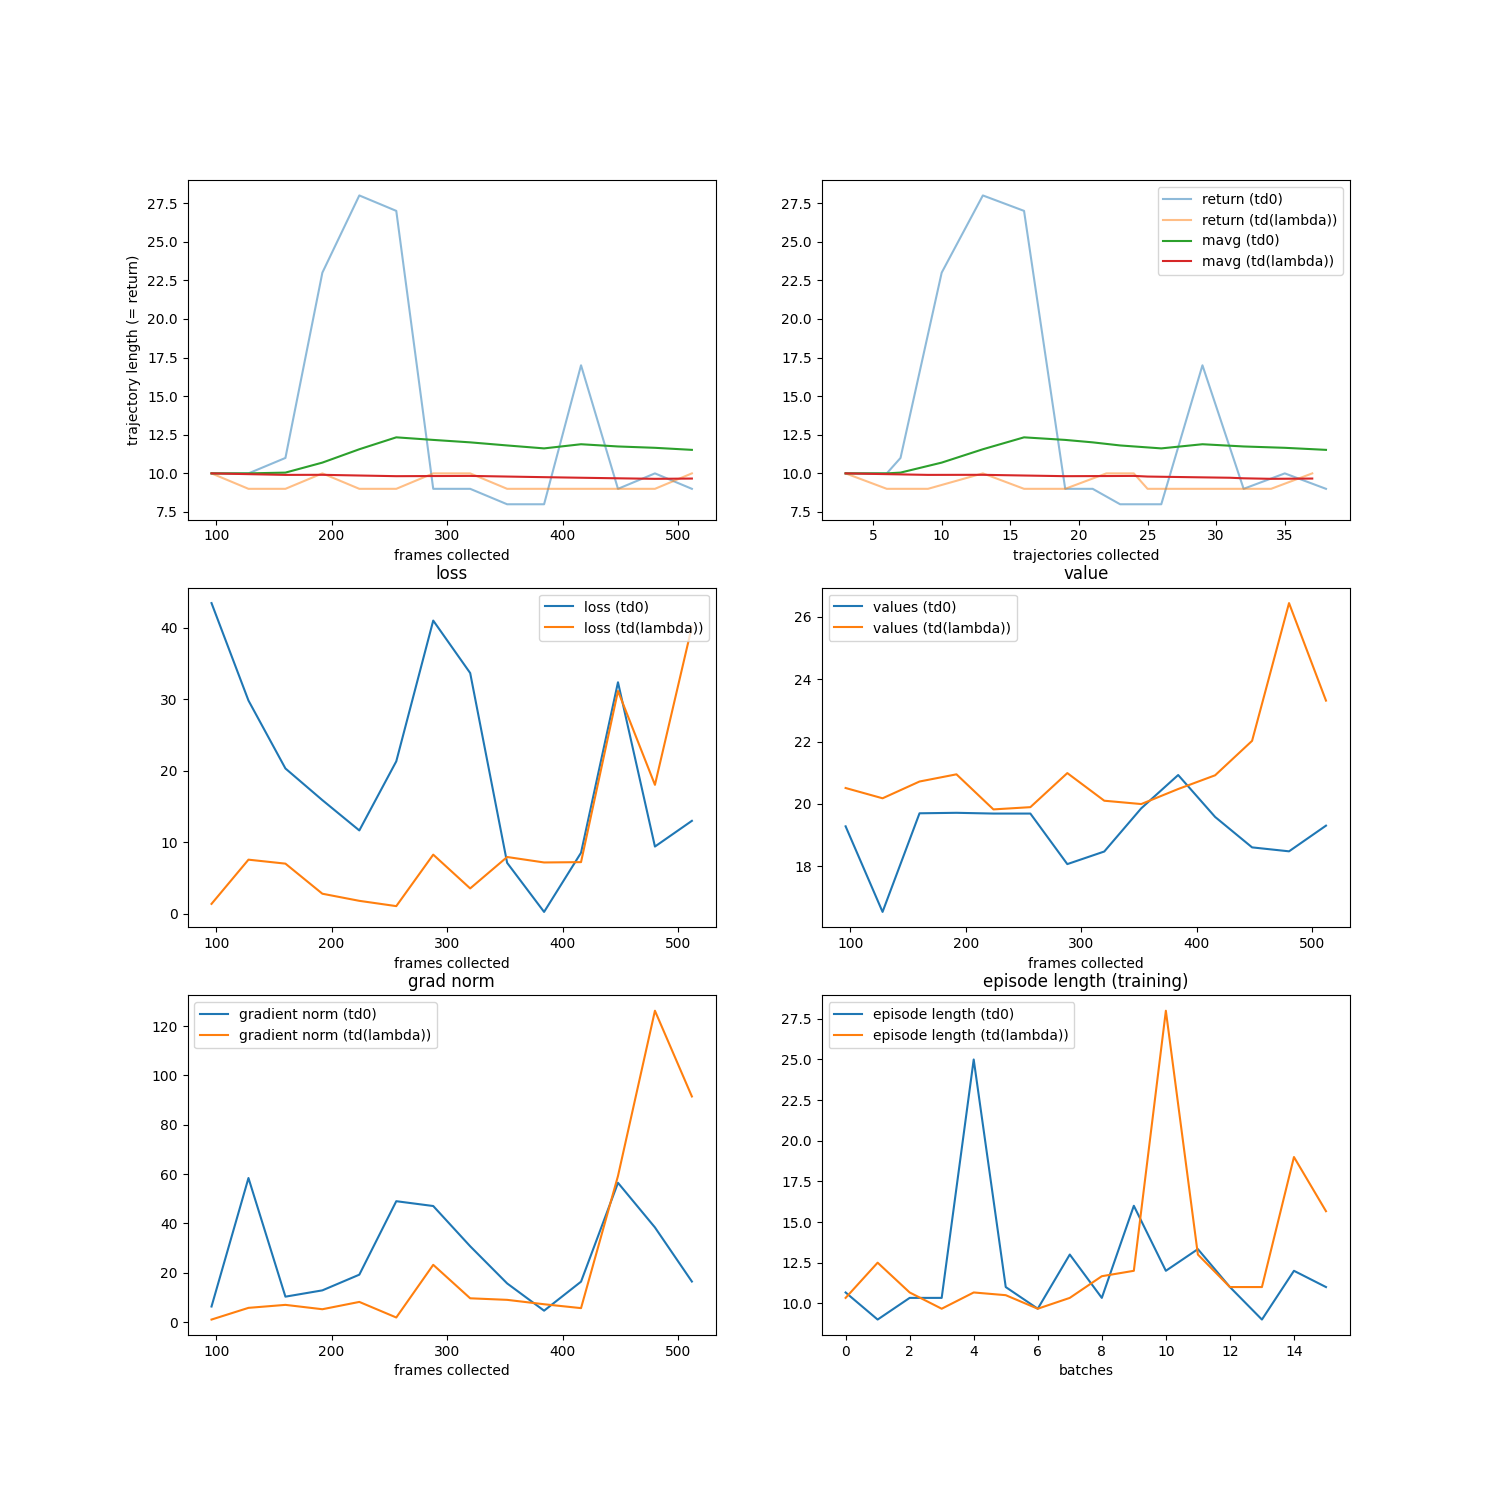 27.5
25.0
22.5
20.0
17.5
15.0
12.5
10.0
7.5
trajectory length (= return)
100 200 300 400 500
frames collected
return (td0)
return (td(lambda))
mavg (td0)
mavg (td(lambda))
27.5
25.0
22.5
20.0
17.5
15.0
12.5
10.0
7.5
5 10 15 20 25 30 35
trajectories collected
loss
loss (td0)
loss (td(lambda))
40
30
20
10
0
100 200 300 400 500
frames collected
value
values (td0)
values (td(lambda))
26
24
22
20
18
100 200 300 400 500
frames collected
grad norm
gradient norm (td0)
gradient norm (td(lambda))
120
100
80
60
40
20
0
100 200 300 400 500
frames collected
episode length (training)
episode length (td0)
episode length (td(lambda))
27.5
25.0
22.5
20.0
17.5
15.0
12.5
10.0
0 2 4 6 8 10 12 14
batches